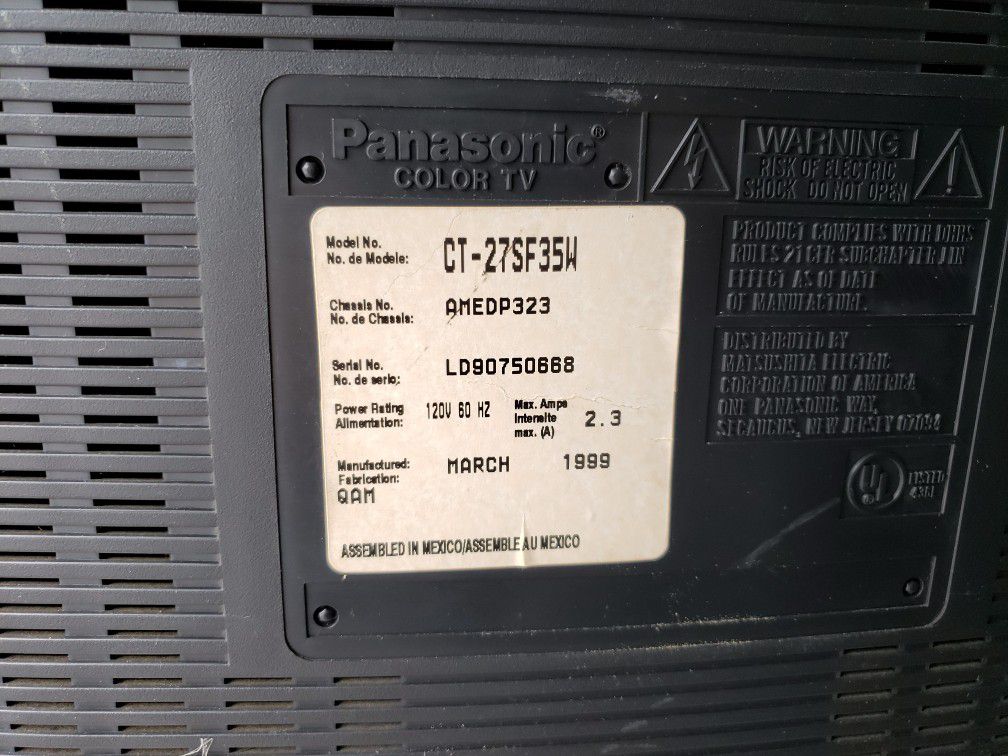 Panasonic®
COLOR TV
WARNING
RISK OF ELECTRIC
SHOCK DO NOT OPEN
Model No.
No. de Modele:
CT-27SF35W
Chassis No.
No. de Chassis:
AMEDP323
Serial No.
No. de serie:
LD90750668
Power Rating
Alimentation:
120V 60 HZ
Max. Amps
Intensite
max. (A)
2.3
Manufactured:
Fabrication:
MARCH 1999
QAM
ASSEMBLED IN MEXICO/ASSEMBLE AU MEXICO
PRODUCT COMPLIES WITH DHHS
RULES 21 CFR SUBCHAPTER J IN
EFFECT AS OF DATE
OF MANUFACTURE.
DISTRIBUTED BY
MATSUSHITA ELECTRIC
CORPORATION OF AMERICA
ONE PANASONIC WAY,
SECAUCUS, NEW JERSEY 07094
UL
LISTED